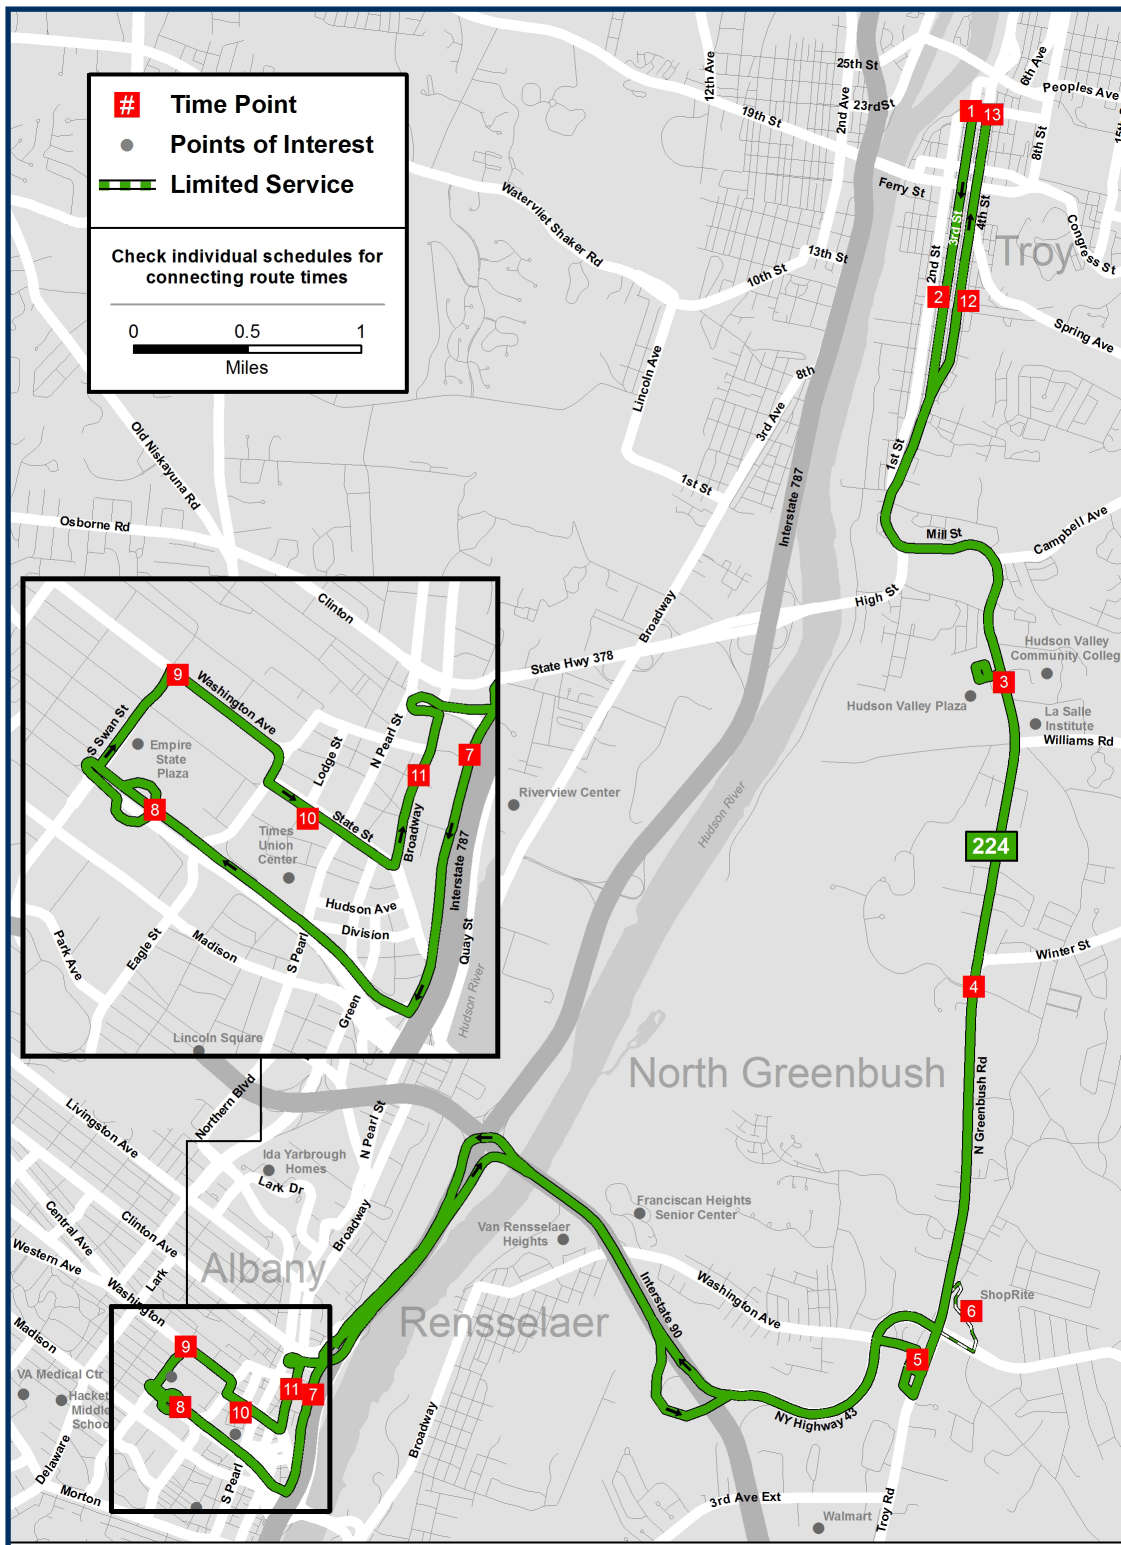 #
Time Point
Points of Interest
Limited Service
Check individual schedules for
connecting route times
0
0.5
1
Miles
12th Ave
25th St
2nd Ave
23rdSt
19th St
6th Ave
Peoples Ave
8th St
1
13
Ferry St
Congress St
Watervliet Shaker Rd
13th St
10th St
2nd St
3rd St
4th St
Troy
2
12
Spring Ave
Lincoln Ave
8th
3rd Ave
1st St
Interstate 787
1st St
Old Niskayuna Rd
Osborne Rd
Mill St
Campbell Ave
High St
Broadway
State Hwy 378
Hudson Valley
Community Colleg
3
Hudson Valley Plaza
La Salle
Institute
Williams Rd
Clinton
9
Washington Ave
S Swan St
Empire
State
Plaza
Lodge St
N Pearl St
7
11
8
10
State St
Times
Union
Center
Broadway
Interstate 787
Riverview Center
Hudson River
224
Hudson Ave
Division
S Pearl
Quay St
Park Ave
Eagle St
Madison
Green
Hudson River
Winter St
4
Lincoln Square
North Greenbush
N Greenbush Rd
Northern Blvd
Livingston Ave
N Pearl St
Ida Yarbrough
Homes
Lark Dr
Central Ave
Clinton Ave
Western Ave
Broadway
Franciscan Heights
Senior Center
Van Rensselaer
Heights
Albany
Lark
Washington
Rensselaer
Interstate 90
Washington Ave
6
ShopRite
Madison
9
5
VA Medical Ctr
Hacket
Middle
Schoo
8
10
11
7
NY Highway 43
Delaware
Morton
S Pearl
Broadway
3rd Ave Ext
Troy Rd
Walmart